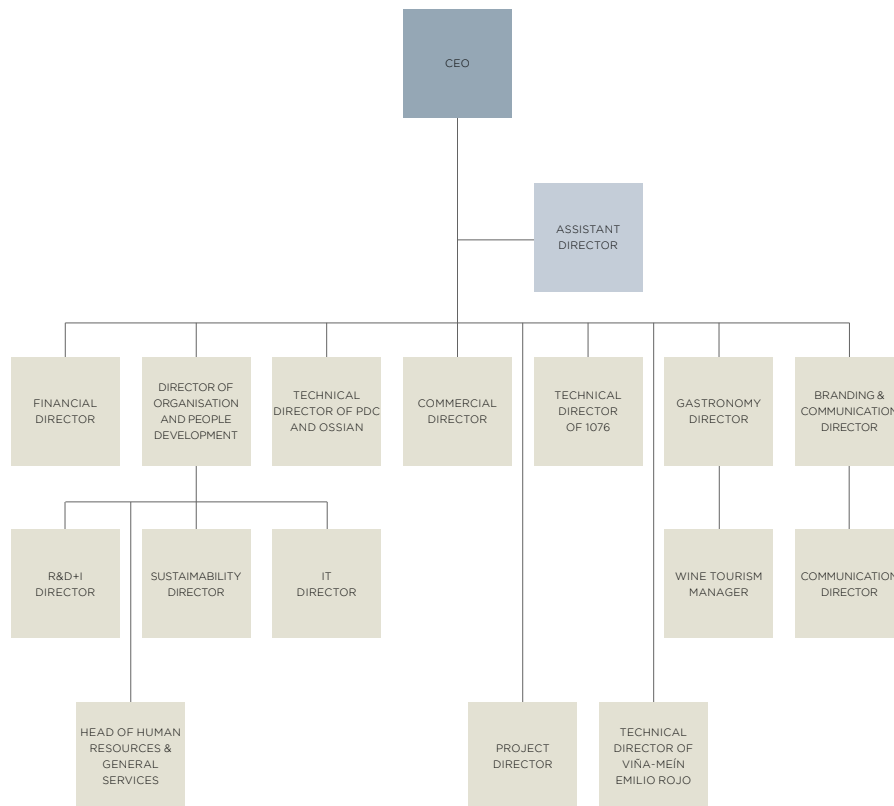 CEO
ASSISTANT
DIRECTOR
FINANCIAL
DIRECTOR
DIRECTOR OF
ORGANISATION
AND PEOPLE
DEVELOPMENT
TECHNICAL
DIRECTOR OF PDC
AND OSSIAN
COMMERCIAL
DIRECTOR
TECHNICAL
DIRECTOR
OF 1076
GASTRONOMY
DIRECTOR
BRANDING &
COMMUNICATION
DIRECTOR
R&D+I
DIRECTOR
SUSTAIMABILITY
DIRECTOR
IT
DIRECTOR
WINE TOURISM
MANAGER
COMMUNICATION
DIRECTOR
HEAD OF HUMAN
RESOURCES &
GENERAL
SERVICES
PROJECT
DIRECTOR
TECHNICAL
DIRECTOR OF
VIÑA-MEÍN
EMILIO ROJO